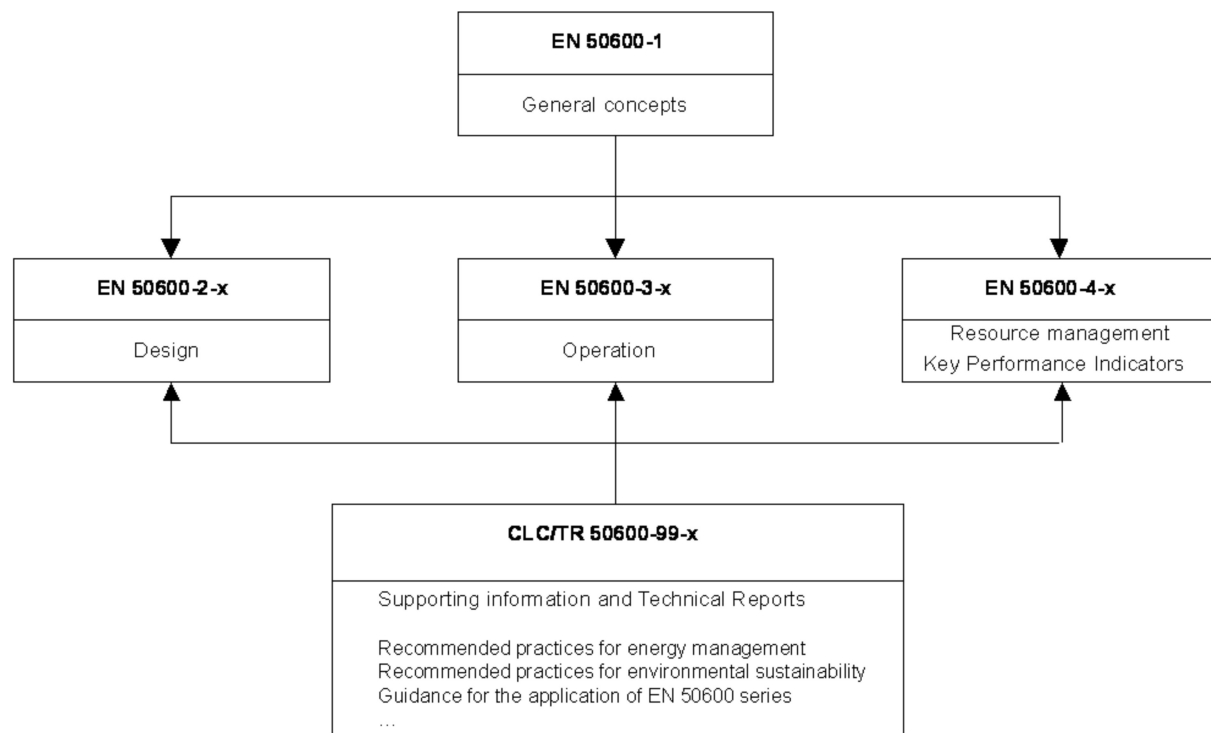 EN 50600-1
General concepts
EN 50600-2-x
Design
EN 50600-3-x
Operation
EN 50600-4-x
Resource management
Key Performance Indicators
CLC/TR 50600-99-x
Supporting information and Technical Reports
Recommended practices for energy management
Recommended practices for environmental sustainability
Guidance for the application of EN 50600 series
...